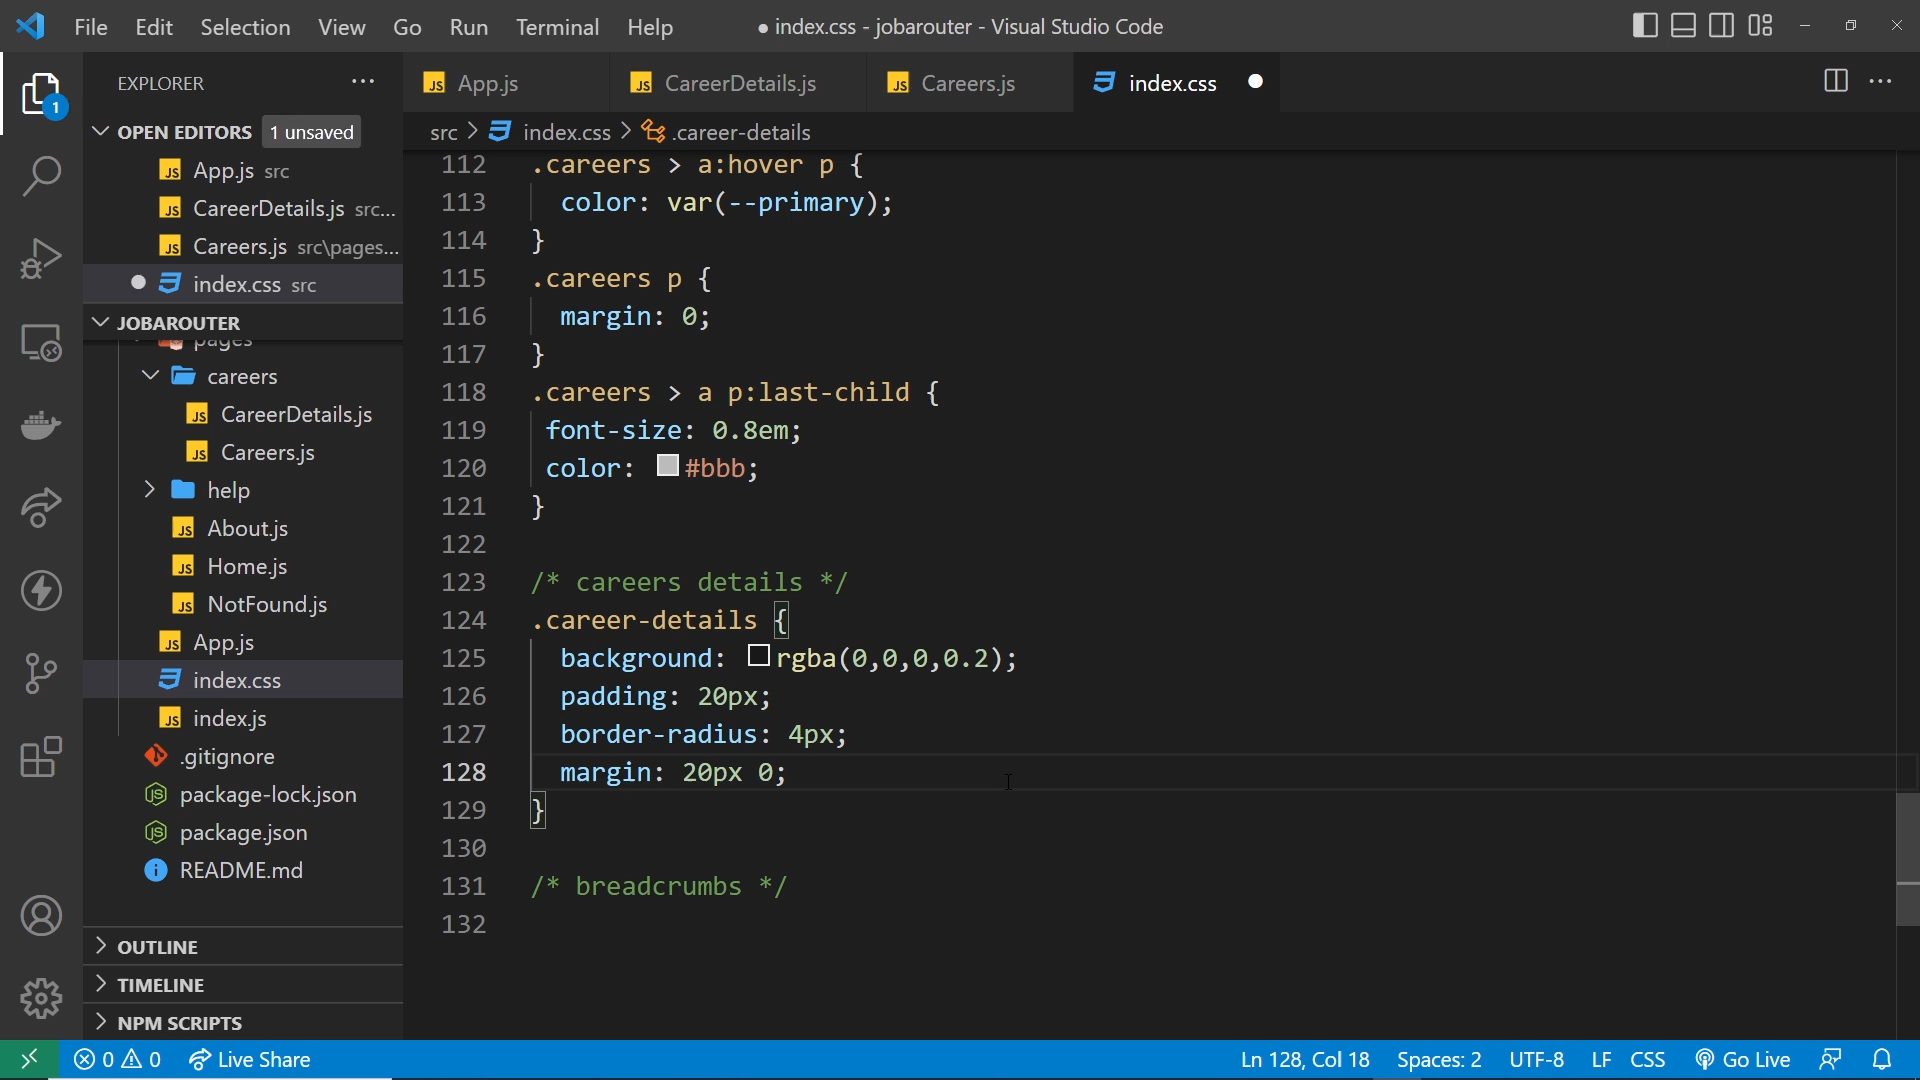 File Edit Selection View Go Run Terminal Help
● index.css - jobarouter - Visual Studio Code
EXPLORER
App.js
CareerDetails.js
Careers.js
index.css
1
OPEN EDITORS 1 unsaved
src > index.css > .career-details
App.js src
CareerDetails.js src...
Careers.js src\pages...
index.css src
JOBAROUTER
pages
careers
CareerDetails.js
Careers.js
help
About.js
Home.js
NotFound.js
App.js
index.css
index.js
.gitignore
package-lock.json
package.json
README.md
OUTLINE
TIMELINE
NPM SCRIPTS
112 .careers > a:hover p {
113 color: var(--primary);
114 }
115 .careers p {
116 margin: 0;
117 }
118 .careers > a p:last-child {
119 font-size: 0.8em;
120 color: #bbb;
121 }
122
123 /* careers details */
124 .career-details {
125 background: rgba(0,0,0,0.2);
126 padding: 20px;
127 border-radius: 4px;
128 margin: 20px 0;
129 }
130
131 /* breadcrumbs */
132
0 0 Live Share
Ln 128, Col 18 Spaces: 2 UTF-8 LF CSS Go Live